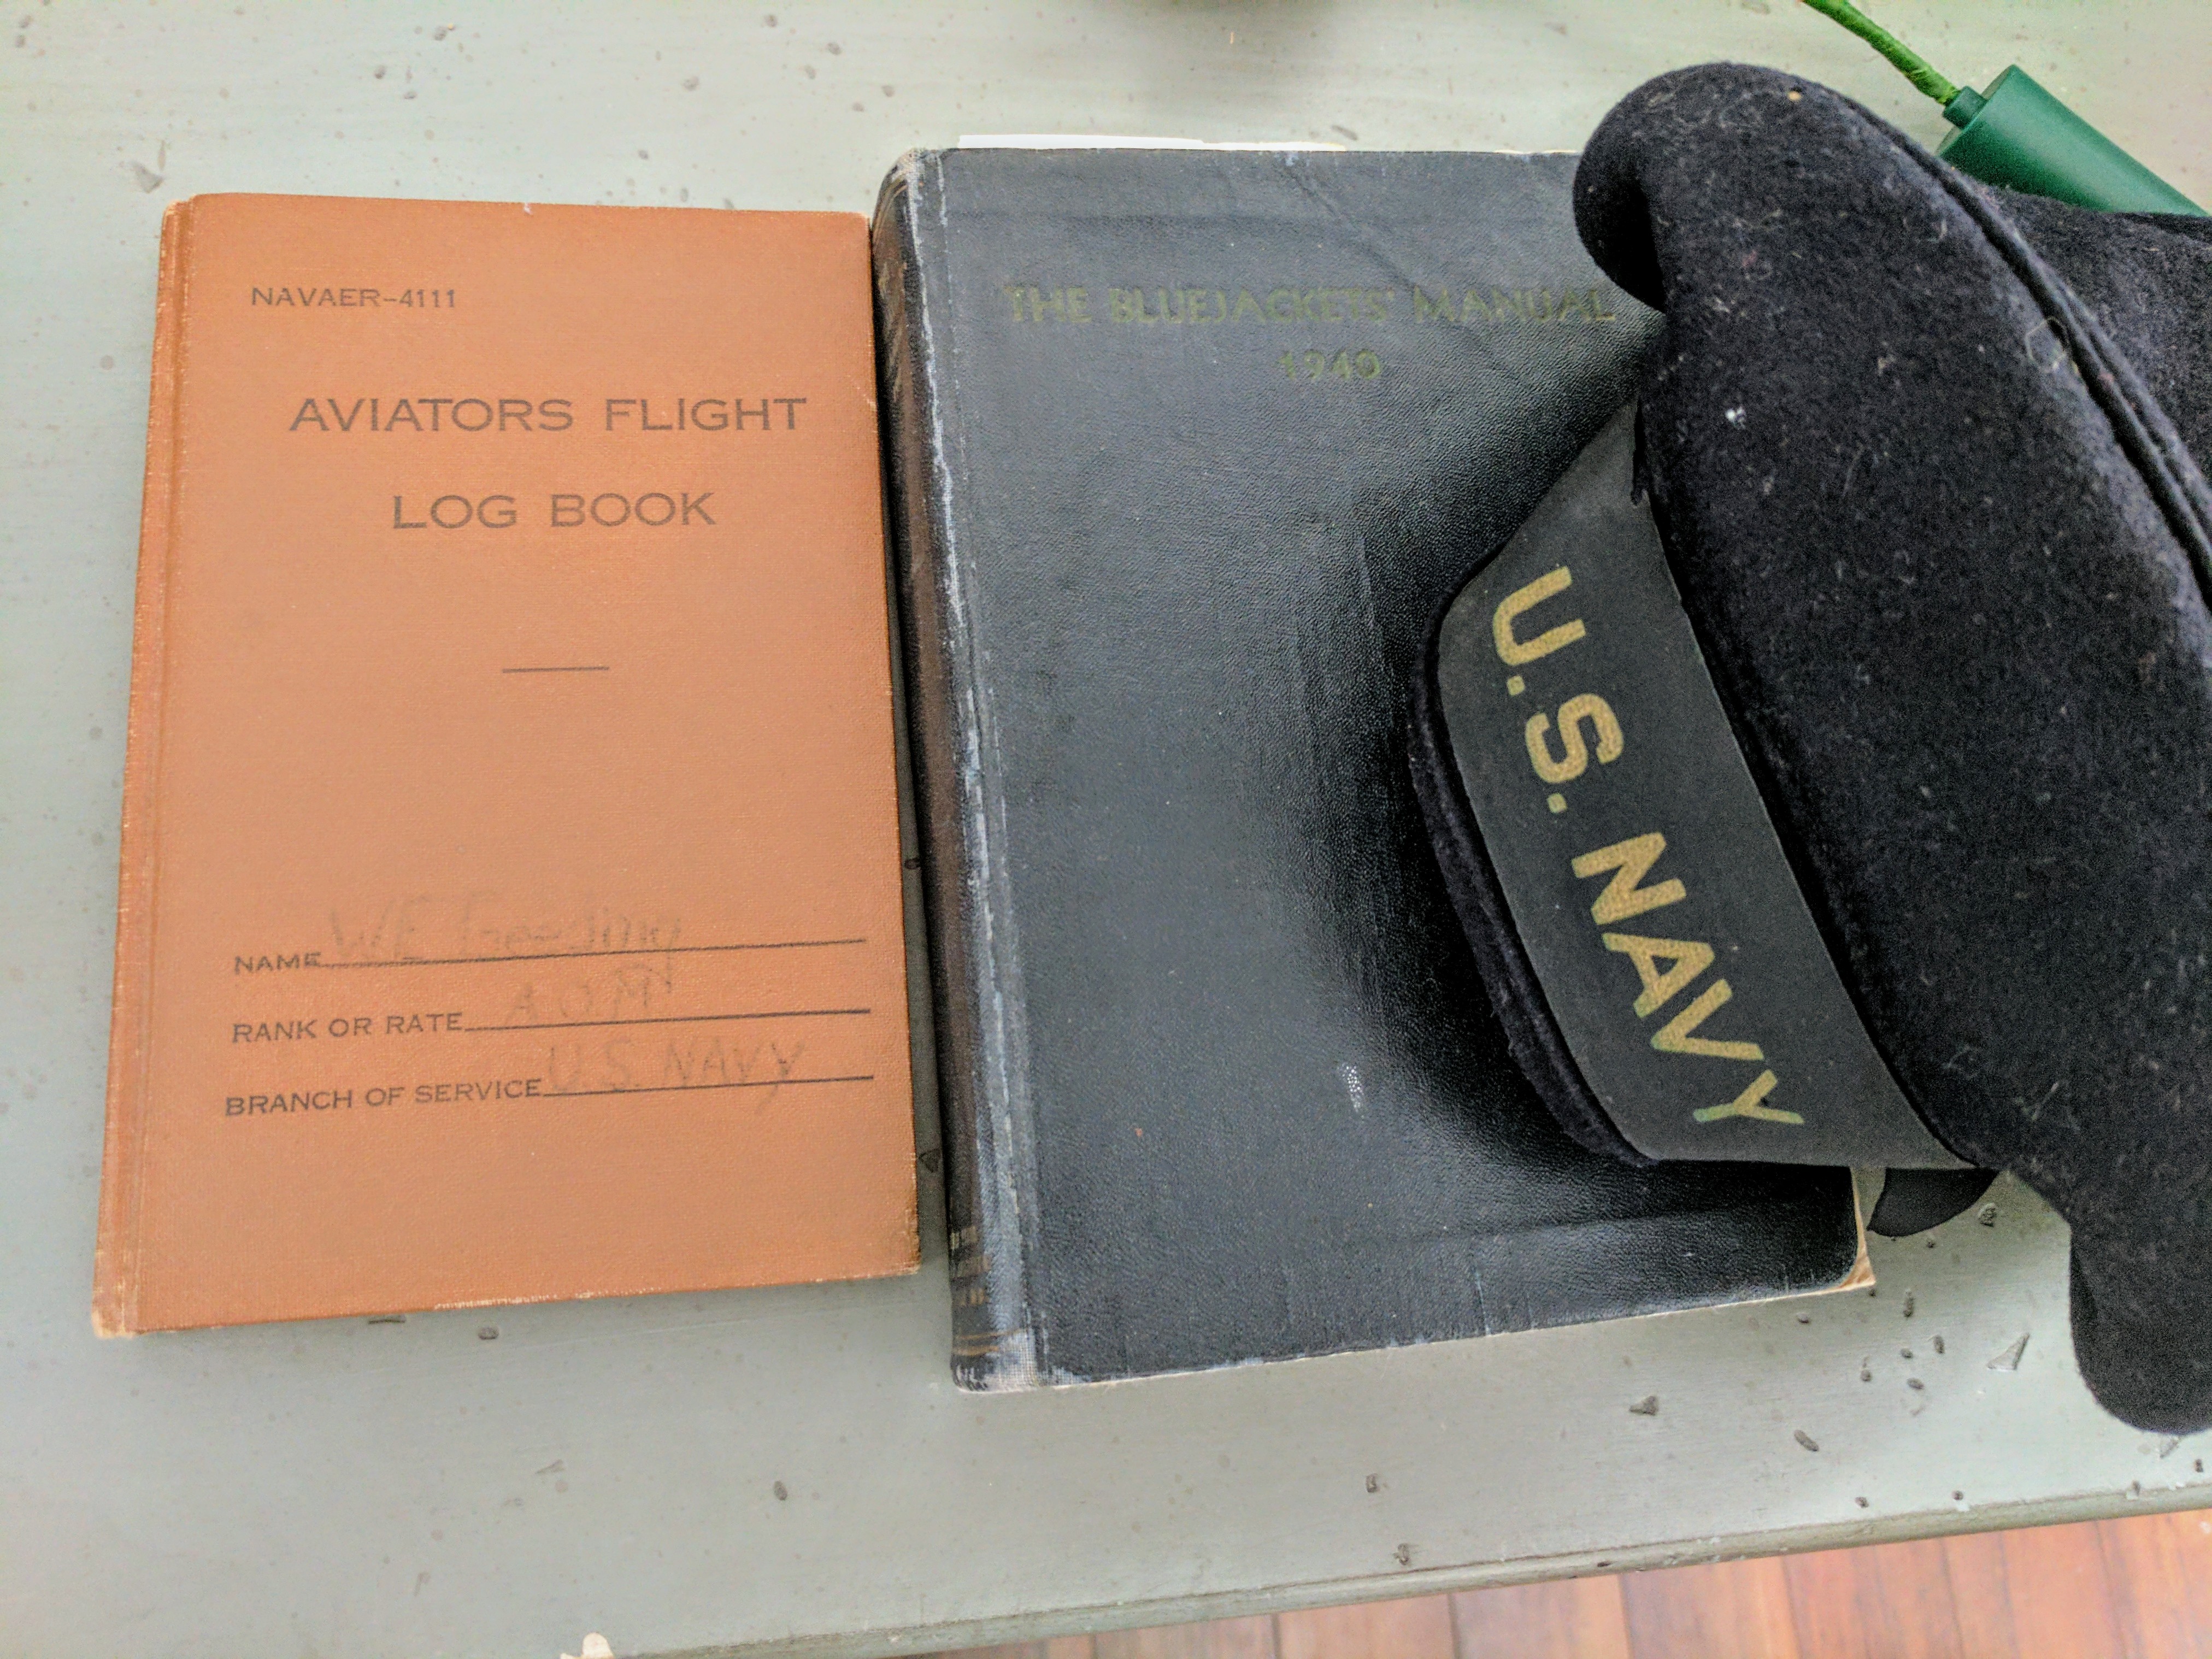 NAVAER-4111
AVIATORS FLIGHT
LOG BOOK
NAME WE
RANK OR RATE AOM
BRANCH OF SERVICE U.S. NAVY
THE BLUEJACKETS' MANUAL
1940
U.S. NAVY